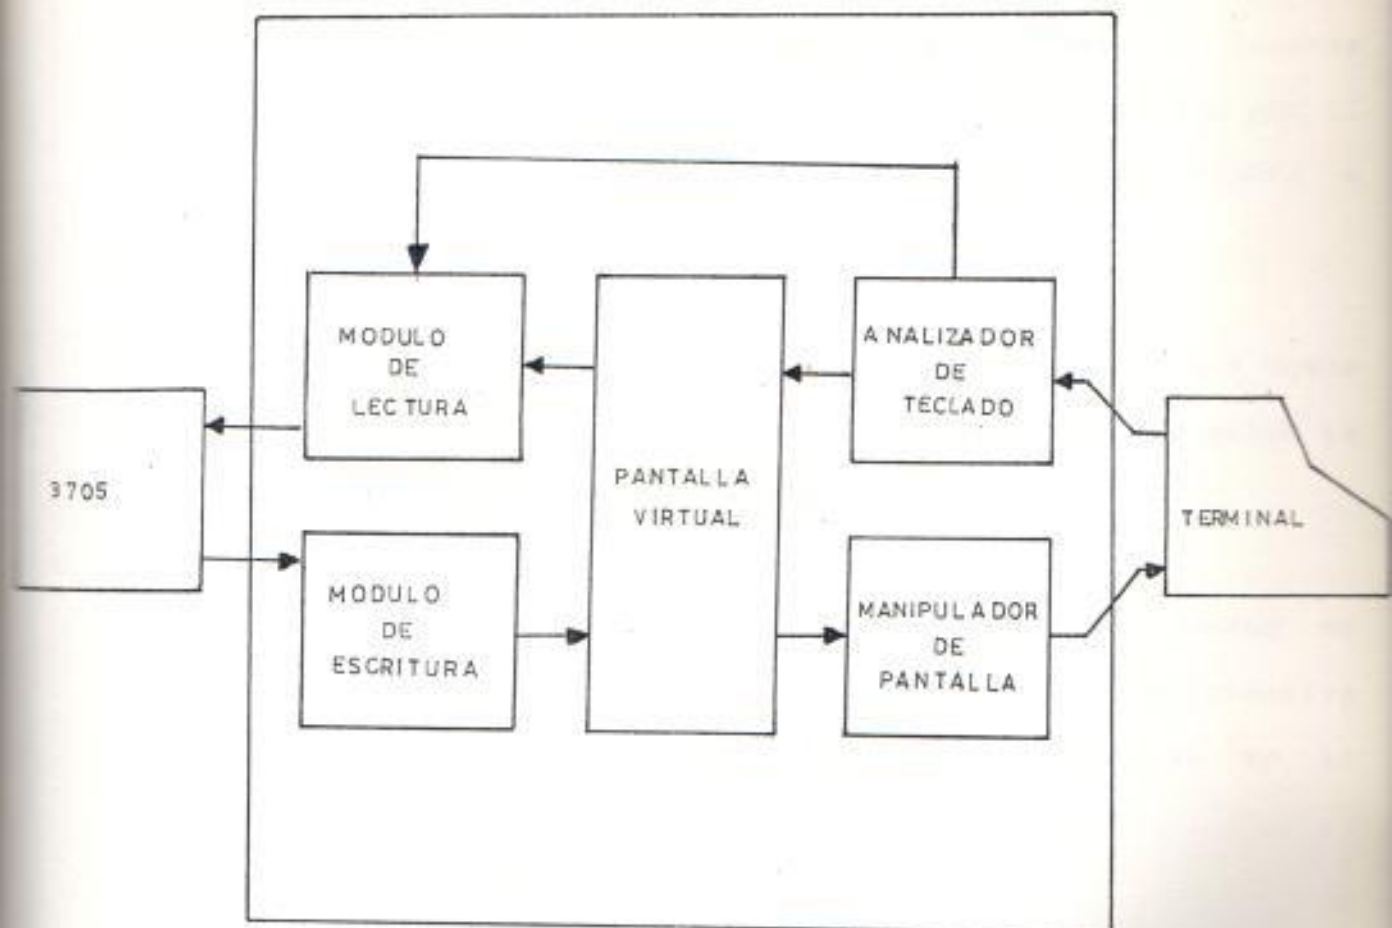 MODULO
DE
LECTURA
ANALIZADOR
DE
TECLADO
3705
PANTALLA
VIRTUAL
TERMINAL
MODULO
DE
ESCRITURA
MANIPULADOR
DE
PANTALLA